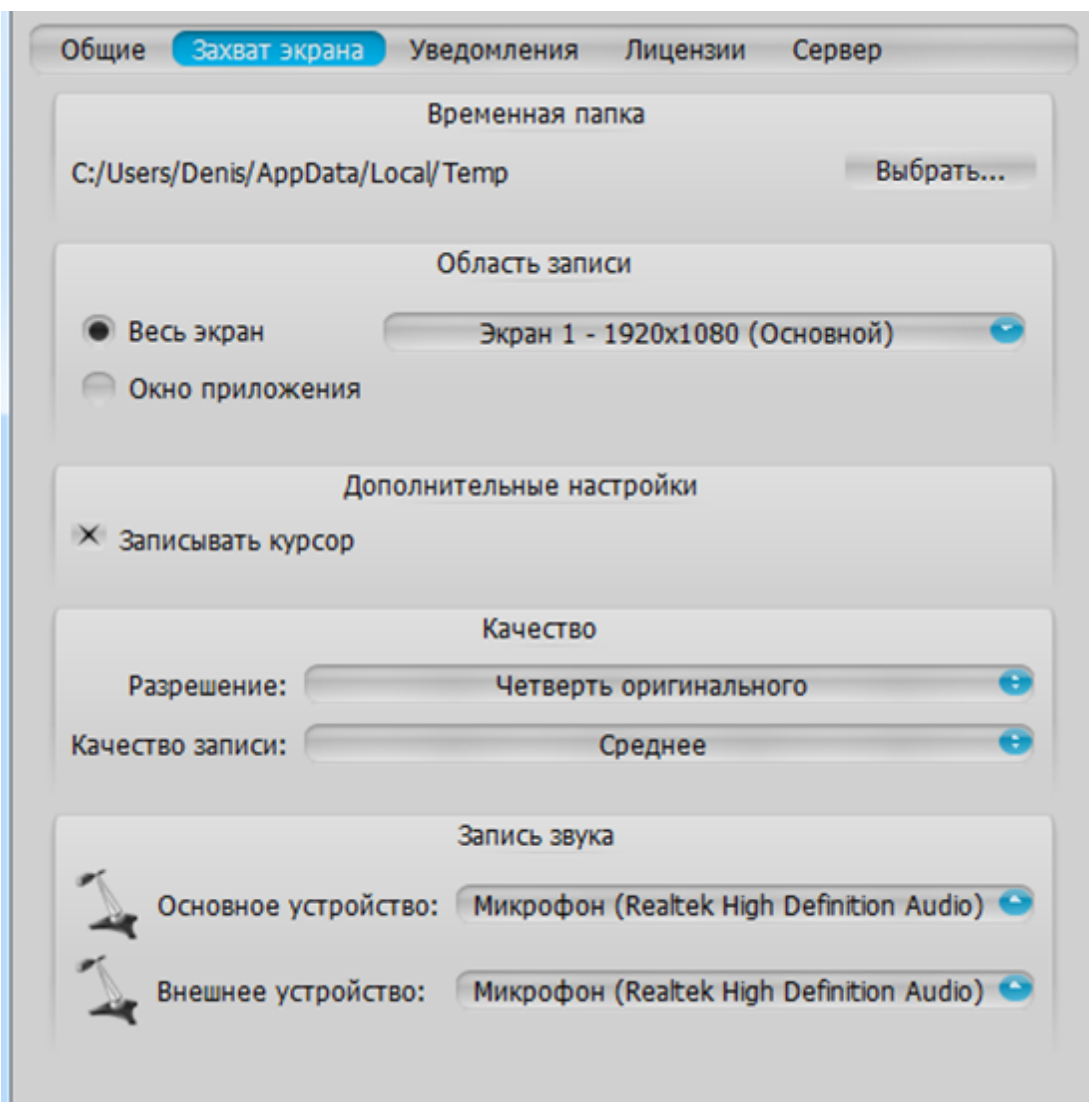 Общие Захват экрана Уведомления Лицензии Сервер
Временная папка
C:/Users/Denis/AppData/Local/Temp Выбрать...
Область записи
Весь экран Экран 1 - 1920x1080 (Основной)
Окно приложения
Дополнительные настройки
Записывать курсор
Качество
Разрешение: Четверть оригинального
Качество записи: Среднее
Запись звука
Основное устройство: Микрофон (Realtek High Definition Audio)
Внешнее устройство: Микрофон (Realtek High Definition Audio)